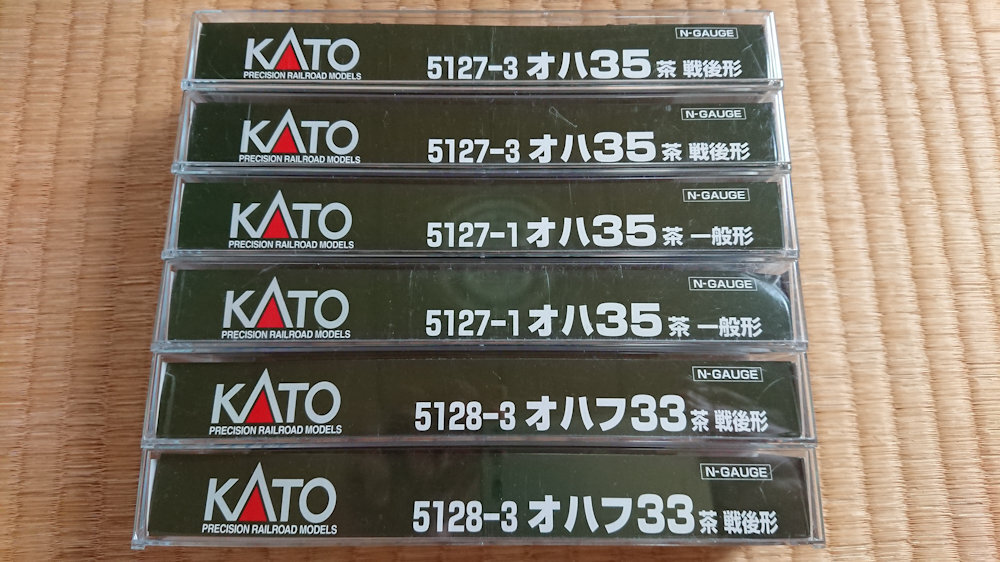 KATO
PRECISION RAILROAD MODELS
N-GAUGE
5127-3 オハ35 茶 戦後形
KATO
PRECISION RAILROAD MODELS
N-GAUGE
5127-3 オハ35 茶 戦後形
KATO
PRECISION RAILROAD MODELS
N-GAUGE
5127-1 オハ35 茶 一般形
KATO
PRECISION RAILROAD MODELS
N-GAUGE
5127-1 オハ35 茶 一般形
KATO
PRECISION RAILROAD MODELS
N-GAUGE
5128-3 オハフ33 茶 戦後形
KATO
PRECISION RAILROAD MODELS
N-GAUGE
5128-3 オハフ33 茶 戦後形